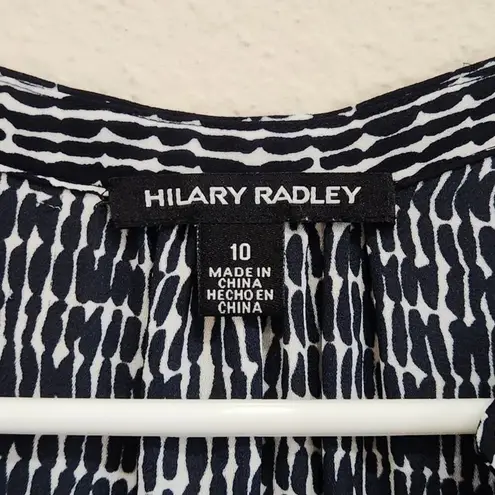 HILARY RADLEY
10
MADE IN
CHINA
HECHO EN
CHINA